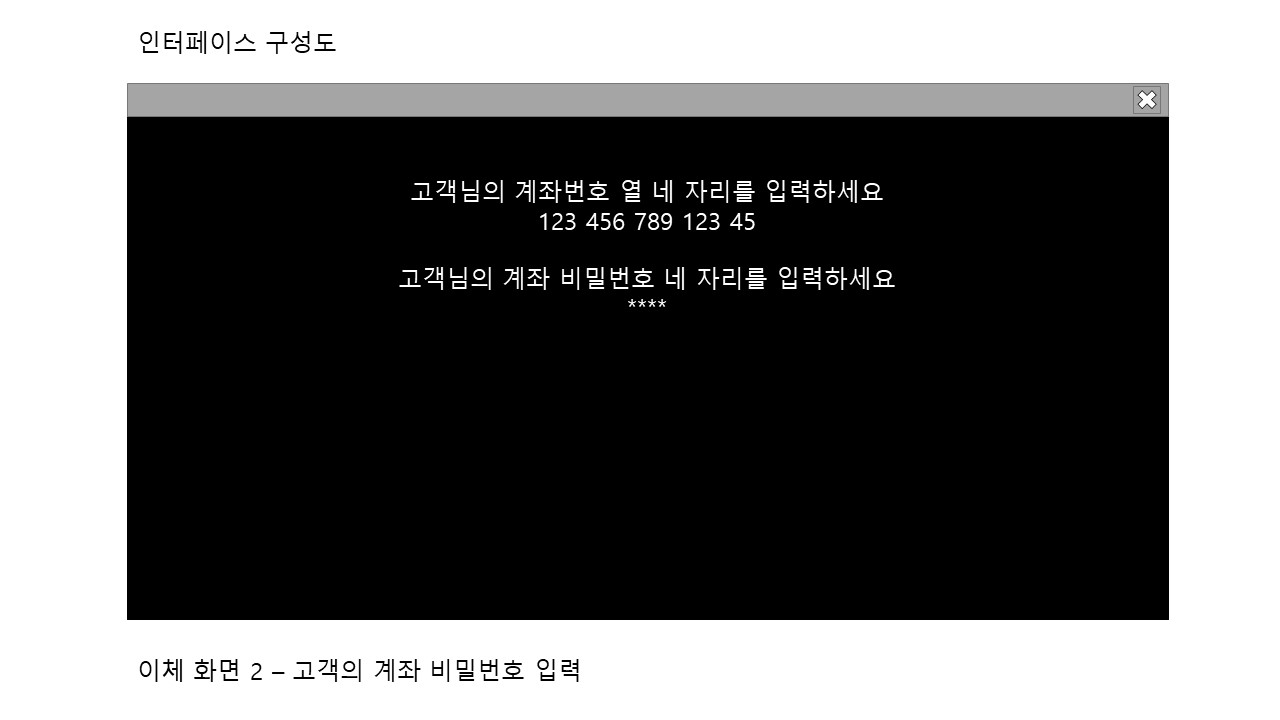 인터페이스 구성도
고객님의 계좌번호 열 네 자리를 입력하세요
123 456 789 123 45
고객님의 계좌 비밀번호 네 자리를 입력하세요
****
이체 화면 2 – 고객의 계좌 비밀번호 입력